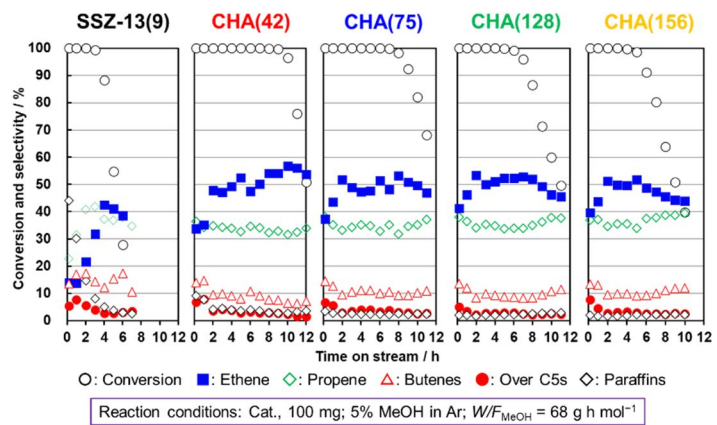 SSZ-13(9) CHA(42) CHA(75) CHA(128) CHA(156)
Conversion and selectivity / %
100
90
80
70
60
50
40
30
20
10
0
0 2 4 6 8 10 12 0 2 4 6 8 10 12 0 2 4 6 8 10 12 0 2 4 6 8 10 12 0 2 4 6 8 10 12
Time on stream / h
○: Conversion ■: Ethene ◇: Propene △: Butenes ●: Over C5s ◇: Paraffins
Reaction conditions: Cat., 100 mg; 5% MeOH in Ar; W/F_MeOH = 68 g h mol⁻¹